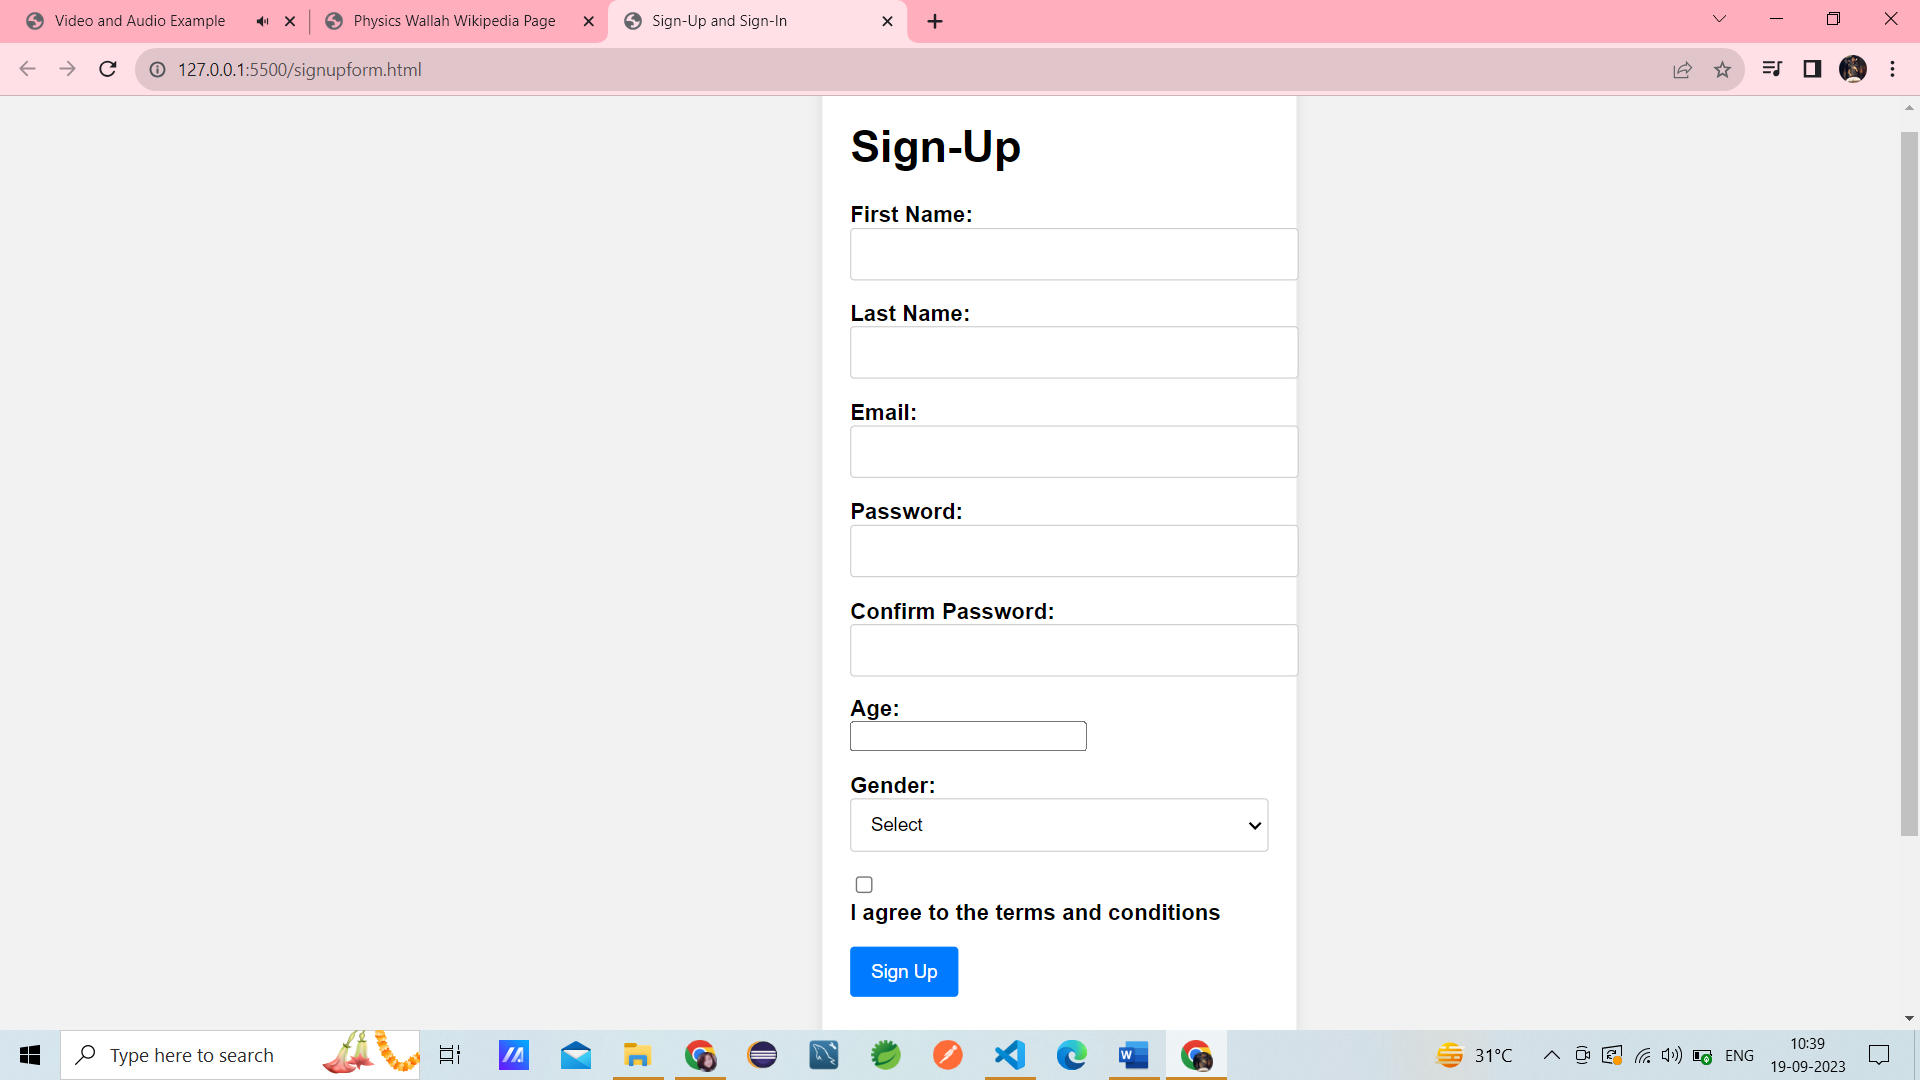 Video and Audio Example
Physics Wallah Wikipedia Page
Sign-Up and Sign-In
127.0.0.1:5500/signupform.html
Sign-Up
First Name:
Last Name:
Email:
Password:
Confirm Password:
Age:
Gender:
Select
I agree to the terms and conditions
Sign Up
Type here to search
W
31°C
ENG
10:39
19-09-2023